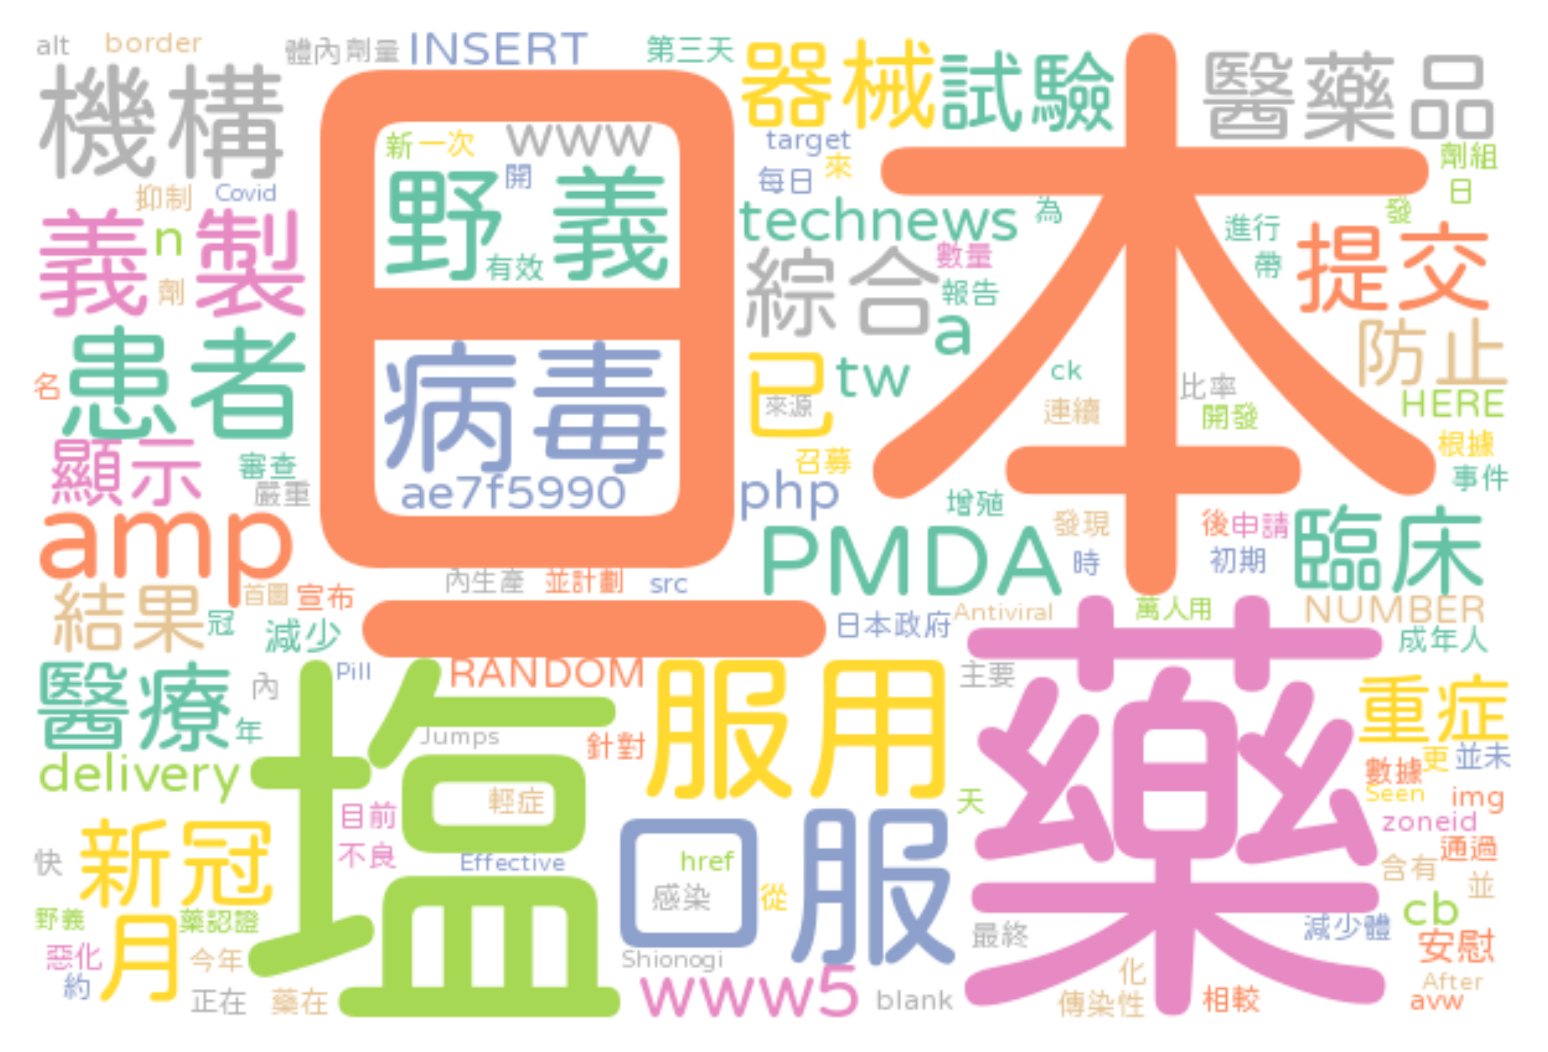 alt
border
體內劑量
INSERT
第三天
器械
試驗
醫藥品
機構
日本
新一次
www
target
劑組
野義
開
每日
來
日
抑制
Covid
technews
為
發
義
n
製
有效
綜合
數量
進行
提交
劑
報告
帶
患者
病毒
已
a
防止
名
來源
tw
ck
比率
HERE
連續
開發
顯示
審查
召募
根據
嚴重
ae7f5990
php
增殖
事件
amp
PMDA
發現
後
申請
臨床
時
初期
內生產
並計劃
src
結果
首圖
宣布
一
日本政府
Antiviral
萬人用
NUMBER
冠
減少
藥
成年人
醫療
內
Pill
RANDOM
服用
主要
重症
年
塩
Jumps
針對
更
並未
delivery
數據
目前
輕症
天
Seen
img
新冠
不良
口服
zoneid
快
Effective
href
通過
感染
從
含有
並
野義
月
藥認證
cb
減少體
惡化
今年
Shionogi
最終
安慰
約
化
After
正在
藥在
www5
blank
傳染性
相較
avw